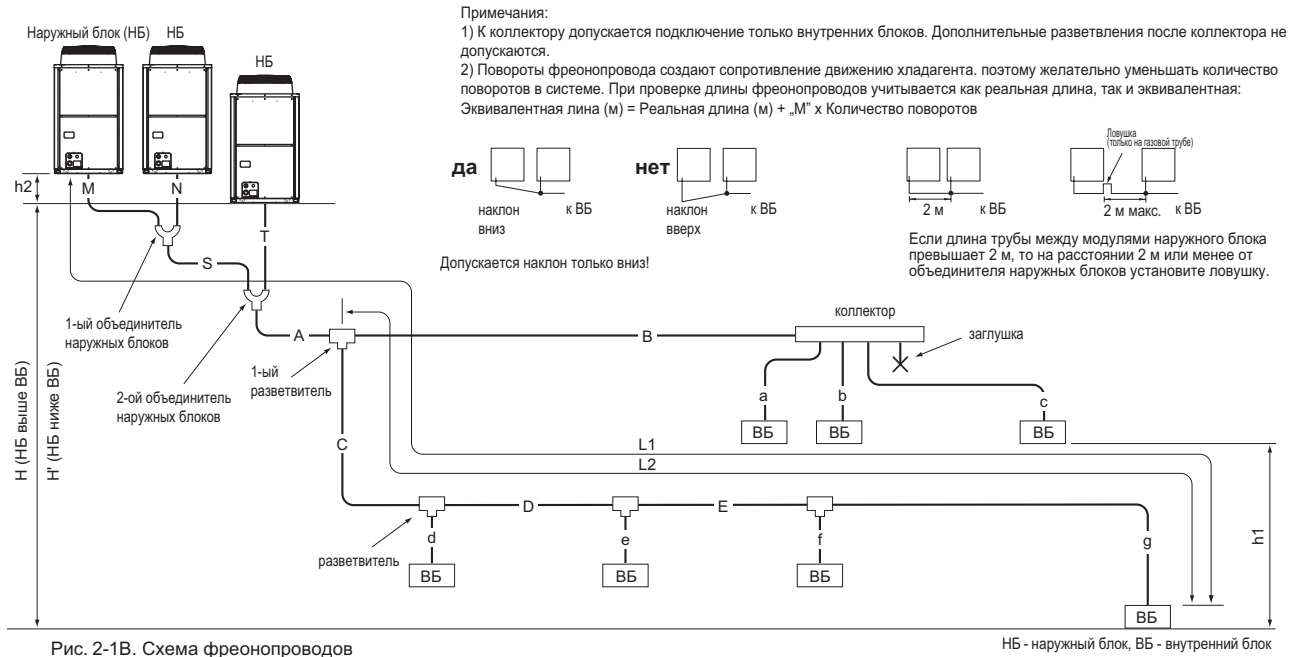 Примечания:
1) К коллектору допускается подключение только внутренних блоков. Дополнительные разветвления после коллектора не
допускаются.
2) Повороты фреонопровода создают сопротивление движению хладагента. поэтому желательно уменьшать количество
поворотов в системе. При проверке длины фреонопроводов учитывается как реальная длина, так и эквивалентная:
Эквивалентная лина (м) = Реальная длина (м) + „М" x Количество поворотов
Наружный блок (НБ)
НБ
НБ
h2
M
N
T
S
1-ый объединитель
наружных блоков
2-ой объединитель
наружных блоков
A
1-ый
разветвитель
да
наклон
вниз
к ВБ
нет
наклон
вверх
к ВБ
Допускается наклон только вниз!
2 м
к ВБ
Ловушка
(только на газовой трубе)
2 м макс.
к ВБ
Если длина трубы между модулями наружного блока
превышает 2 м, то на расстоянии 2 м или менее от
объединителя наружных блоков установите ловушку.
B
коллектор
заглушка
a
b
c
ВБ
ВБ
ВБ
H (НБ выше ВБ)
H' (НБ ниже ВБ)
C
L1
L2
D
E
разветвитель
d
e
f
g
ВБ
ВБ
ВБ
ВБ
h1
Рис. 2-1B. Схема фреонопроводов
НБ - наружный блок, ВБ - внутренний блок